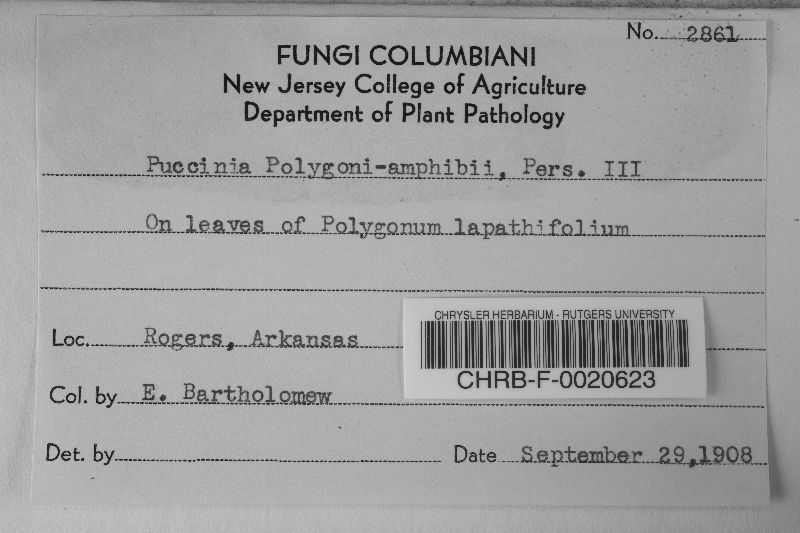 No. 2861
FUNGI COLUMBIANI
New Jersey College of Agriculture
Department of Plant Pathology
Puccinia Polygoni-amphibii, Pers. III
On leaves of Polygonum lapathifolium
Loc. Rogers, Arkansas
CHRYSLER HERBARIUM - RUTGERS UNIVERSITY
CHRB-F-0020623
Col. by E. Bartholomew
Det. by
Date September 29,1908